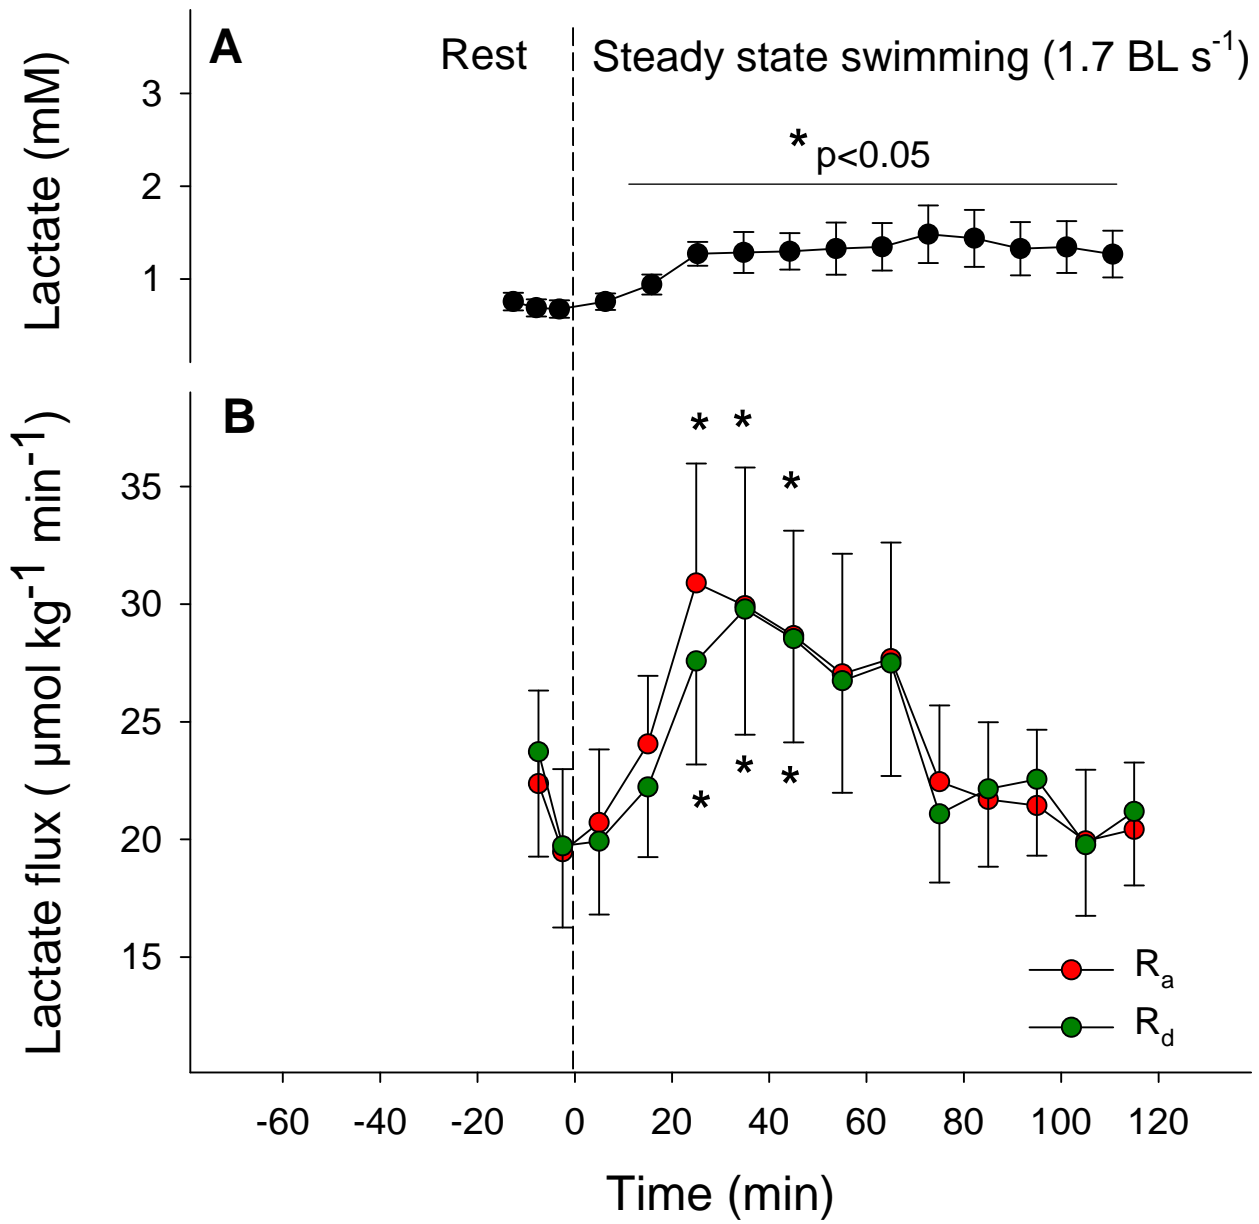 A
Rest
Steady state swimming (1.7 BL s⁻¹)
Lactate (mM)
3
2
1
* p<0.05
B
Lactate flux ( µmol kg⁻¹ min⁻¹)
* *
*
35
30
25
20
15
* *
*
Rₐ
R_d
-60 -40 -20 0 20 40 60 80 100 120
Time (min)